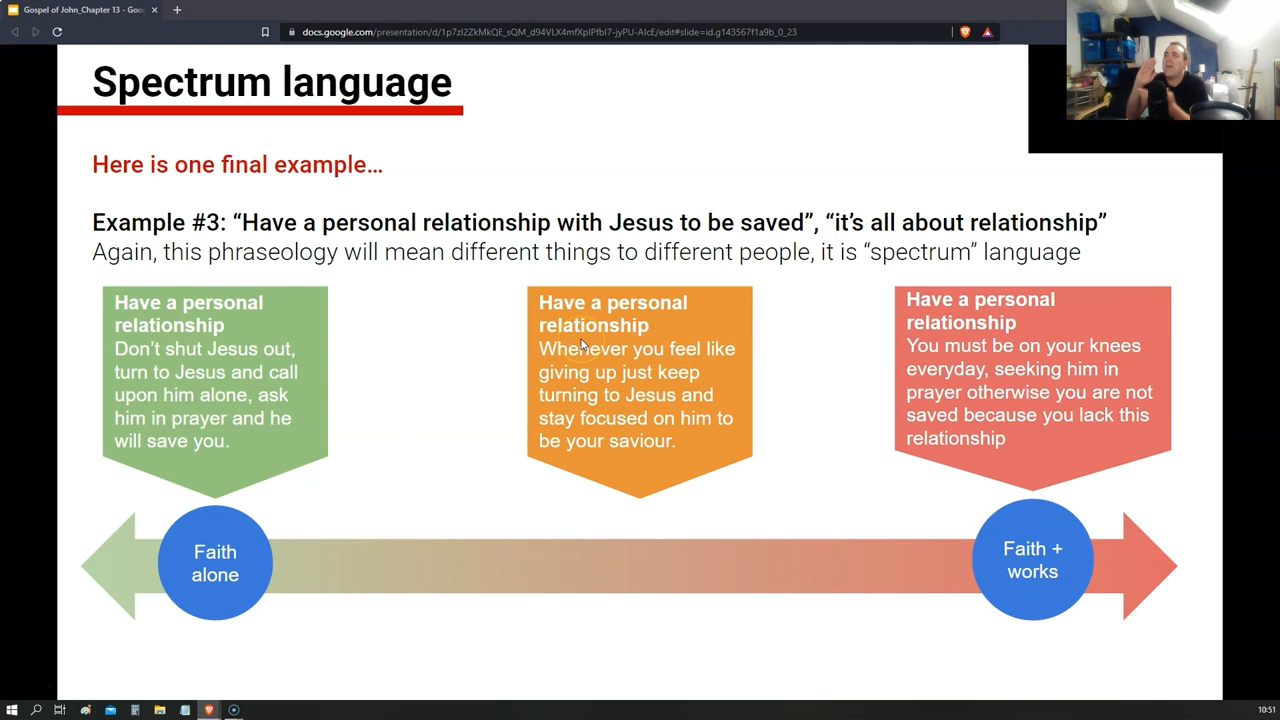 Gospel of John_Chapter 13 - Goo
docs.google.com/presentation/d/1p7zl2ZkMkQE_sQM_d94VLX4mfXpIPfbI7-jyPU-AIcE/edit#slide=id.g143567f1a9b_0_23
Spectrum language
Here is one final example…
Example #3: “Have a personal relationship with Jesus to be saved”, “it’s all about relationship”
Again, this phraseology will mean different things to different people, it is “spectrum” language
Have a personal
relationship
Don’t shut Jesus out,
turn to Jesus and call
upon him alone, ask
him in prayer and he
will save you.
Have a personal
relationship
Whenever you feel like
giving up just keep
turning to Jesus and
stay focused on him to
be your saviour.
Have a personal
relationship
You must be on your knees
everyday, seeking him in
prayer otherwise you are not
saved because you lack this
relationship
Faith
alone
Faith +
works
10:51